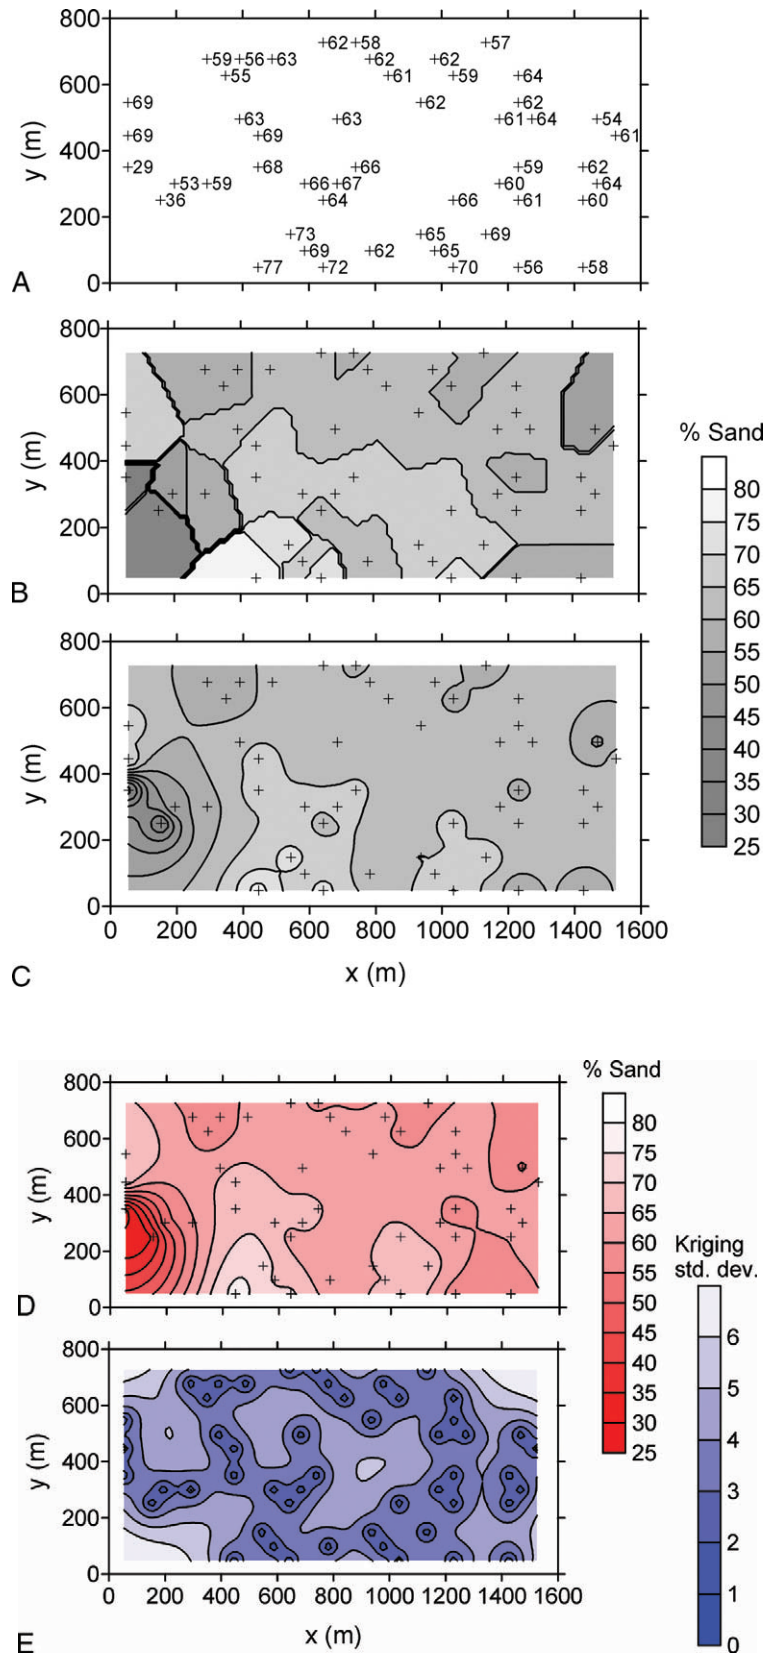 800
+62 +58 +57
+59 +56 +63 +62 +62
+55 +61 +59 +64
600
+69 +62 +62
+63 +63 +61 +64 +54
+69 +69 +61
400
+29 +68 +66 +59 +62
+53 +59 +66 +67 +60 +64
+36 +64 +66 +61 +60
200
+73 +65 +69
+69 +62 +65
+77 +72 +70 +56 +58
0
y (m)
A
800
600
400
200
0
y (m)
B
% Sand
80
75
70
65
60
55
50
45
40
35
30
25
800
600
400
200
0
y (m)
0 200 400 600 800 1000 1200 1400 1600
x (m)
C
800
600
400
200
0
y (m)
D
% Sand
80
75
70
65
60
55
50
45
40
35
30
25
Kriging
std. dev.
6
5
4
3
2
1
0
800
600
400
200
0
y (m)
0 200 400 600 800 1000 1200 1400 1600
x (m)
E